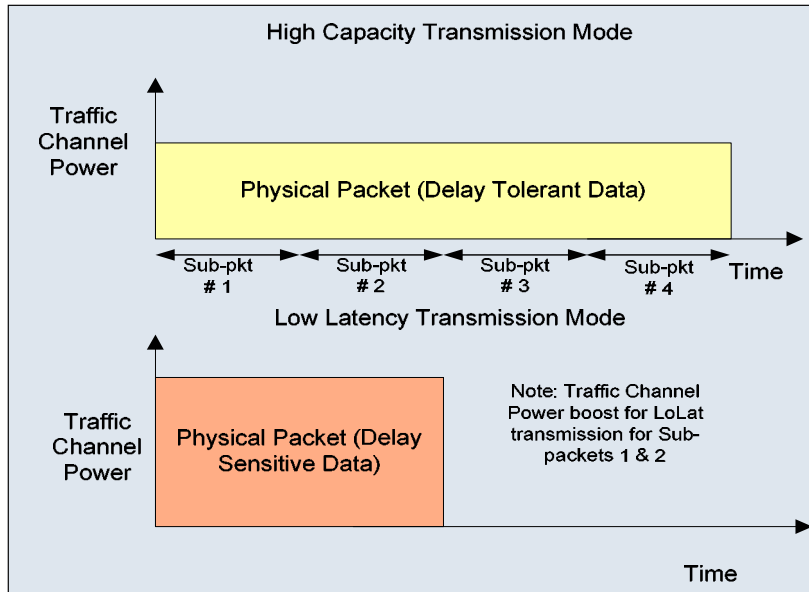 High Capacity Transmission Mode
Traffic
Channel
Power
Physical Packet (Delay Tolerant Data)
Sub-pkt
# 1
Sub-pkt
# 2
Sub-pkt
# 3
Sub-pkt
# 4
Time
Low Latency Transmission Mode
Traffic
Channel
Power
Physical Packet (Delay
Sensitive Data)
Note: Traffic Channel
Power boost for LoLat
transmission for Sub-
packets 1 & 2
Time